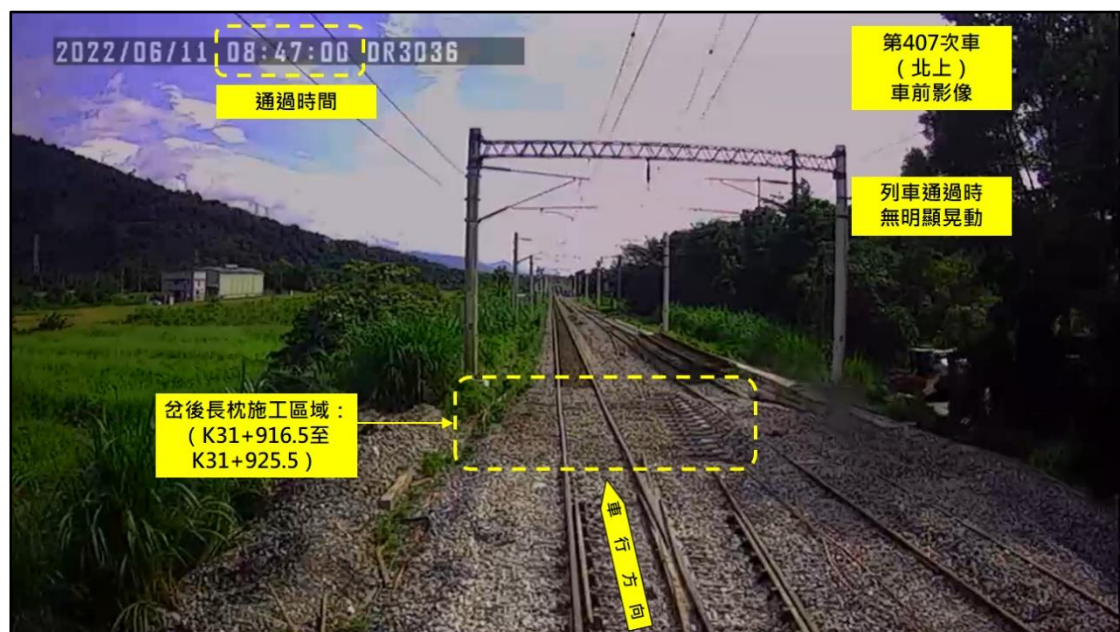 2022/06/11 08:47:00 DR3036
通過時間
第407次車
（北上）
車前影像
列車通過時
無明顯晃動
岔後長枕施工區域：
（K31+916.5至
K31+925.5）
車行方向